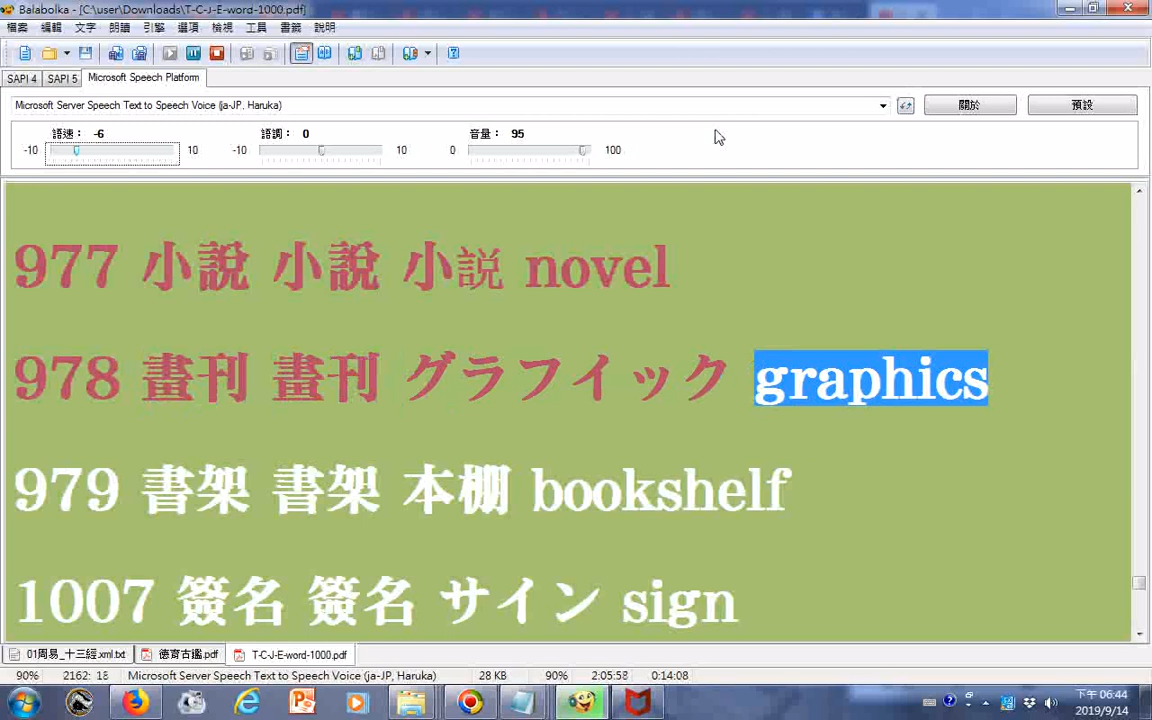 Balabolka - [C:\user\Downloads\T-C-J-E-word-1000.pdf]
檔案 編輯 文字 朗讀 引擎 選項 檢視 工具 書籤 說明
SAPI 4 SAPI 5 Microsoft Speech Platform
Microsoft Server Speech Text to Speech Voice (ja-JP, Haruka) 關於 預設
語速： -6 語調： 0 音量： 95
-10 10 -10 10 0 100
977 小說 小說 小説 novel
978 畫刊 畫刊 グラフイック graphics
979 書架 書架 本棚 bookshelf
1007 簽名 簽名 サイン sign
01周易_十三經.xml.txt 德育古鑑.pdf T-C-J-E-word-1000.pdf
90% 2162: 18 Microsoft Server Speech Text to Speech Voice (ja-JP, Haruka) 28 KB 90% 2:05:58 0:14:08
下午 06:44
2019/9/14